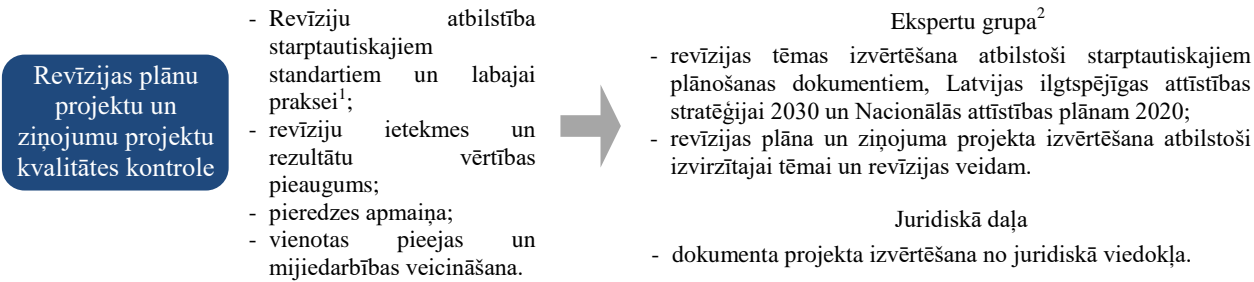 Revīzijas plānu
projektu un
ziņojumu projektu
kvalitātes kontrole
- Revīziju atbilstība
starptautiskajiem
standartiem un labajai
praksei¹;
- revīziju ietekmes un
rezultātu vērtības
pieaugums;
- pieredzes apmaiņa;
- vienotas pieejas un
mijiedarbības veicināšana.
Ekspertu grupa²
- revīzijas tēmas izvērtēšana atbilstoši starptautiskajiem
plānošanas dokumentiem, Latvijas ilgtspējīgas attīstības
stratēģijai 2030 un Nacionālās attīstības plānam 2020;
- revīzijas plāna un ziņojuma projekta izvērtēšana atbilstoši
izvirzītajai tēmai un revīzijas veidam.
Juridiskā daļa
- dokumenta projekta izvērtēšana no juridiskā viedokļa.